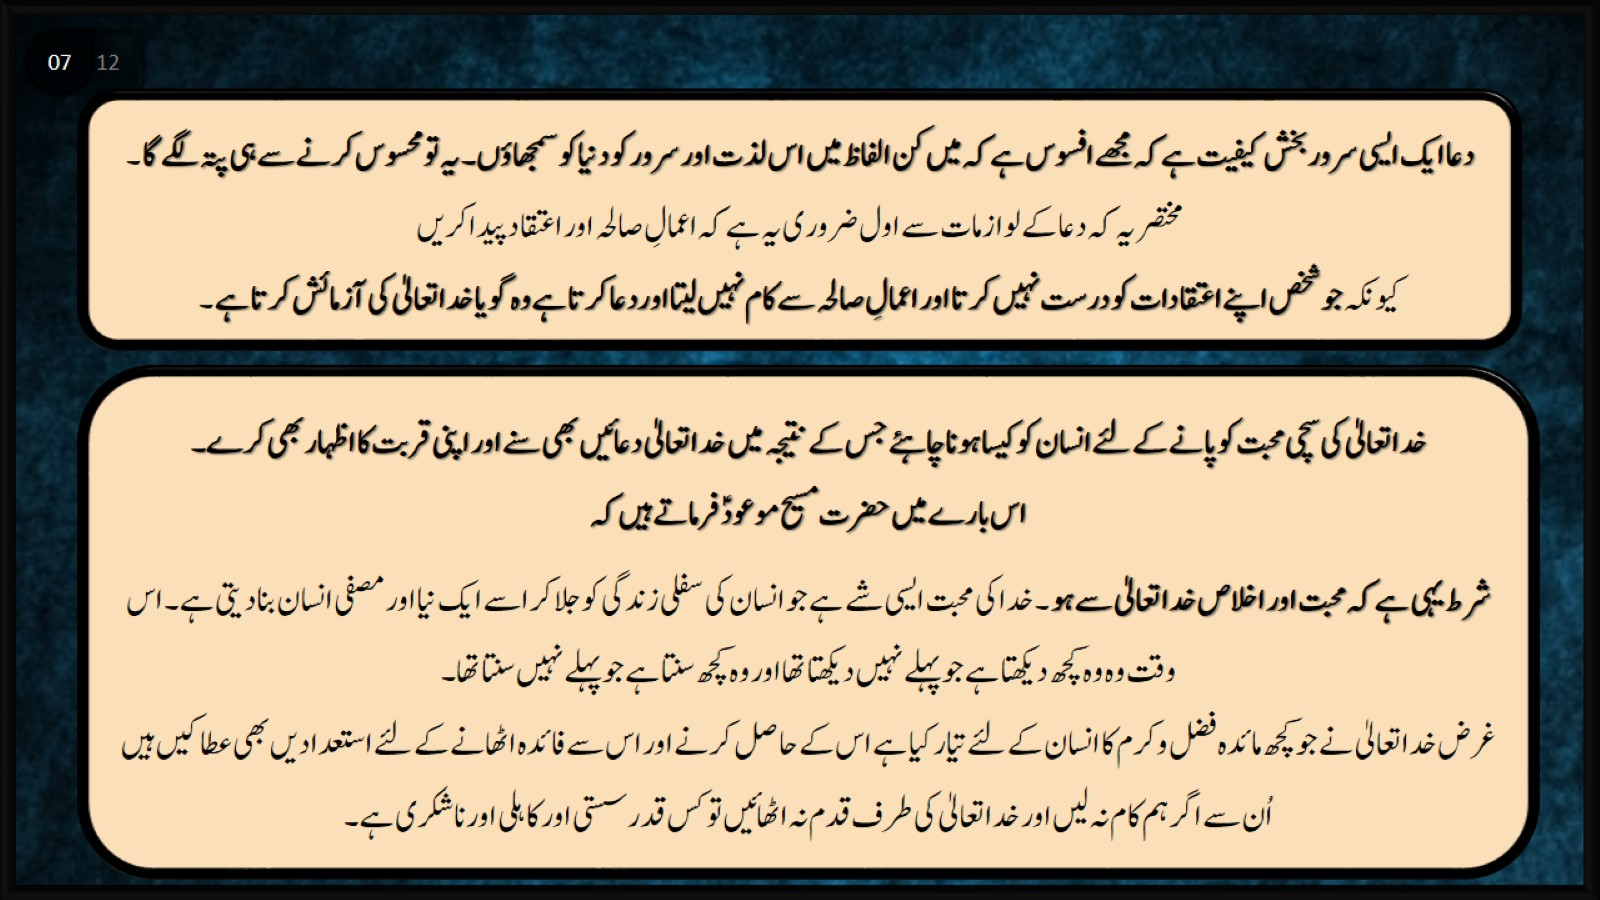 07 12
دعا ایک ایسی سرور بخش کیفیت ہے کہ مجھے افسوس ہے کہ میں کن الفاظ میں اس لذت اور سرور کو دنیا کو سمجھاؤں۔ یہ تو محسوس کرنے سے ہی پتہ لگے گا۔
مختصر یہ کہ دعا کے لوازمات سے اول ضروری یہ ہے کہ اعمالِ صالحہ اور اعتقاد پیدا کریں
کیونکہ جو شخص اپنے اعتقادات کو درست نہیں کرتا اور اعمالِ صالحہ سے کام نہیں لیتا اور دعا کرتا ہے وہ گویا خدا تعالیٰ کی آزمائش کرتا ہے۔
خدا تعالیٰ کی سچی محبت کو پانے کے لئے انسان کو کیسا ہونا چاہئے جس کے نتیجہ میں خدا تعالیٰ دعائیں بھی سنے اور اپنی قربت کا اظہار بھی کرے۔
اس بارے میں حضرت مسیح موعودؑ فرماتے ہیں کہ
شرط یہی ہے کہ محبت اور اخلاص خدا تعالیٰ سے ہو۔ خدا کی محبت ایسی شے ہے جو انسان کی سفلی زندگی کو جلا کر اسے ایک نیا اور مصفی انسان بنا دیتی ہے۔ اس
وقت وہ وہ کچھ دیکھتا ہے جو پہلے نہیں دیکھتا تھا اور وہ کچھ سنتا ہے جو پہلے نہیں سنتا تھا۔
غرض خدا تعالیٰ نے جو کچھ مائدہ فضل و کرم کا انسان کے لئے تیار کیا ہے اس کے حاصل کرنے اور اس سے فائدہ اٹھانے کے لئے استعدادیں بھی عطا کیں ہیں
اُن سے اگر ہم کام نہ لیں اور خدا تعالیٰ کی طرف قدم نہ اٹھائیں تو کس قدر سستی اور کاہلی اور ناشکری ہے۔